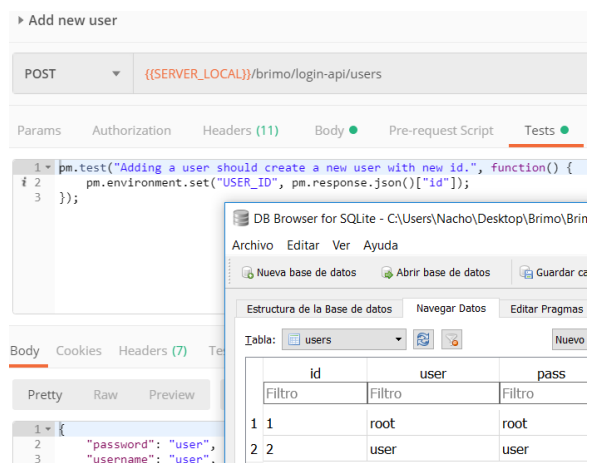 Add new user
POST {{SERVER_LOCAL}}/brimo/login-api/users
Params Authorization Headers (11) Body Pre-request Script Tests
1 pm.test("Adding a user should create a new user with new id.", function() {
i 2 pm.environment.set("USER_ID", pm.response.json()["id"]);
3 });
DB Browser for SQLite - C:\Users\Nacho\Desktop\Brimo\Brim
Archivo Editar Ver Ayuda
Nueva base de datos Abrir base de datos Guardar ca
Estructura de la Base de datos Navegar Datos Editar Pragmas
Tabla: users Nuevo
id user pass
Filtro Filtro Filtro
1 1 root root
2 2 user user
Body Cookies Headers (7) Te
Pretty Raw Preview
1 {
2 "password": "user",
3 "username": "user",